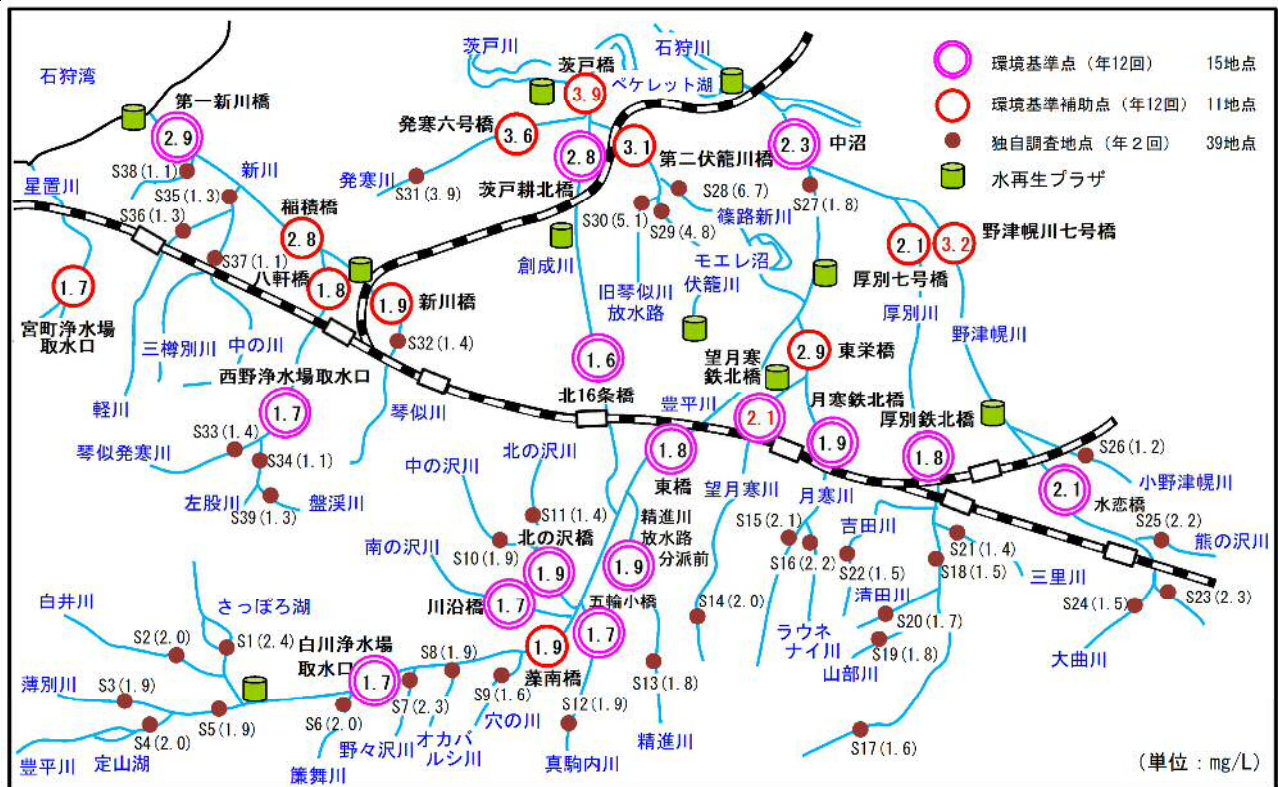 石狩湾
茨戸川
茨戸橋
石狩川
ペケレット湖
環境基準点（年12回） 15地点
環境基準補助点（年12回） 11地点
独自調査地点（年２回） 39地点
水再生プラザ
第一新川橋
2.9
3.9
発寒六号橋
3.6
3.1
第二伏籠川橋
2.3
中沼
2.8
茨戸耕北橋
S38(1.1)
S35(1.3)
新川
星置川
S36(1.3)
稲積橋
2.8
S37(1.1)
発寒川
S31(3.9)
S28(6.7)
S30(5.1)
S29(4.8)
篠路新川
S27(1.8)
モエレ沼
創成川
旧琴似川
放水路
伏籠川
2.1
3.2
野津幌川七号橋
厚別七号橋
厚別川
野津幌川
八軒橋
1.8
1.9
新川橋
1.7
宮町浄水場
取水口
S32(1.4)
三樽別川
中の川
軽川
西野浄水場取水口
1.7
琴似川
1.6
北16条橋
望月寒
鉄北橋
2.9
東栄橋
豊平川
2.1
月寒鉄北橋
1.9
厚別鉄北橋
1.8
S33(1.4)
琴似発寒川
S34(1.1)
左股川
盤渓川
S39(1.3)
中の沢川
北の沢川
1.8
東橋
望月寒川
月寒川
S26(1.2)
小野津幌川
2.1
水恋橋
S25(2.2)
熊の沢川
S11(1.4)
精進川
放水路
分派前
S15(2.1)
吉田川
S10(1.9)
北の沢橋
1.9
1.9
S16(2.2)
S22(1.5)
S21(1.4)
S18(1.5)
三里川
南の沢川
川沿橋
1.7
五輪小橋
1.7
S14(2.0)
清田川
S20(1.7)
S24(1.5)
S23(2.3)
白井川
さっぽろ湖
S2(2.0)
S1(2.4)
白川浄水場
取水口
1.7
S8(1.9)
1.9
藻南橋
ラウネ
ナイ川
S19(1.8)
山部川
大曲川
薄別川
S3(1.9)
S5(1.9)
S4(2.0)
S6(2.0)
S7(2.3)
S9(1.6)
S13(1.8)
S12(1.9)
穴の川
オカバ
ルシ川
野々沢川
簾舞川
豊平川
定山湖
真駒内川
精進川
S17(1.6)
(単位：mg/L)